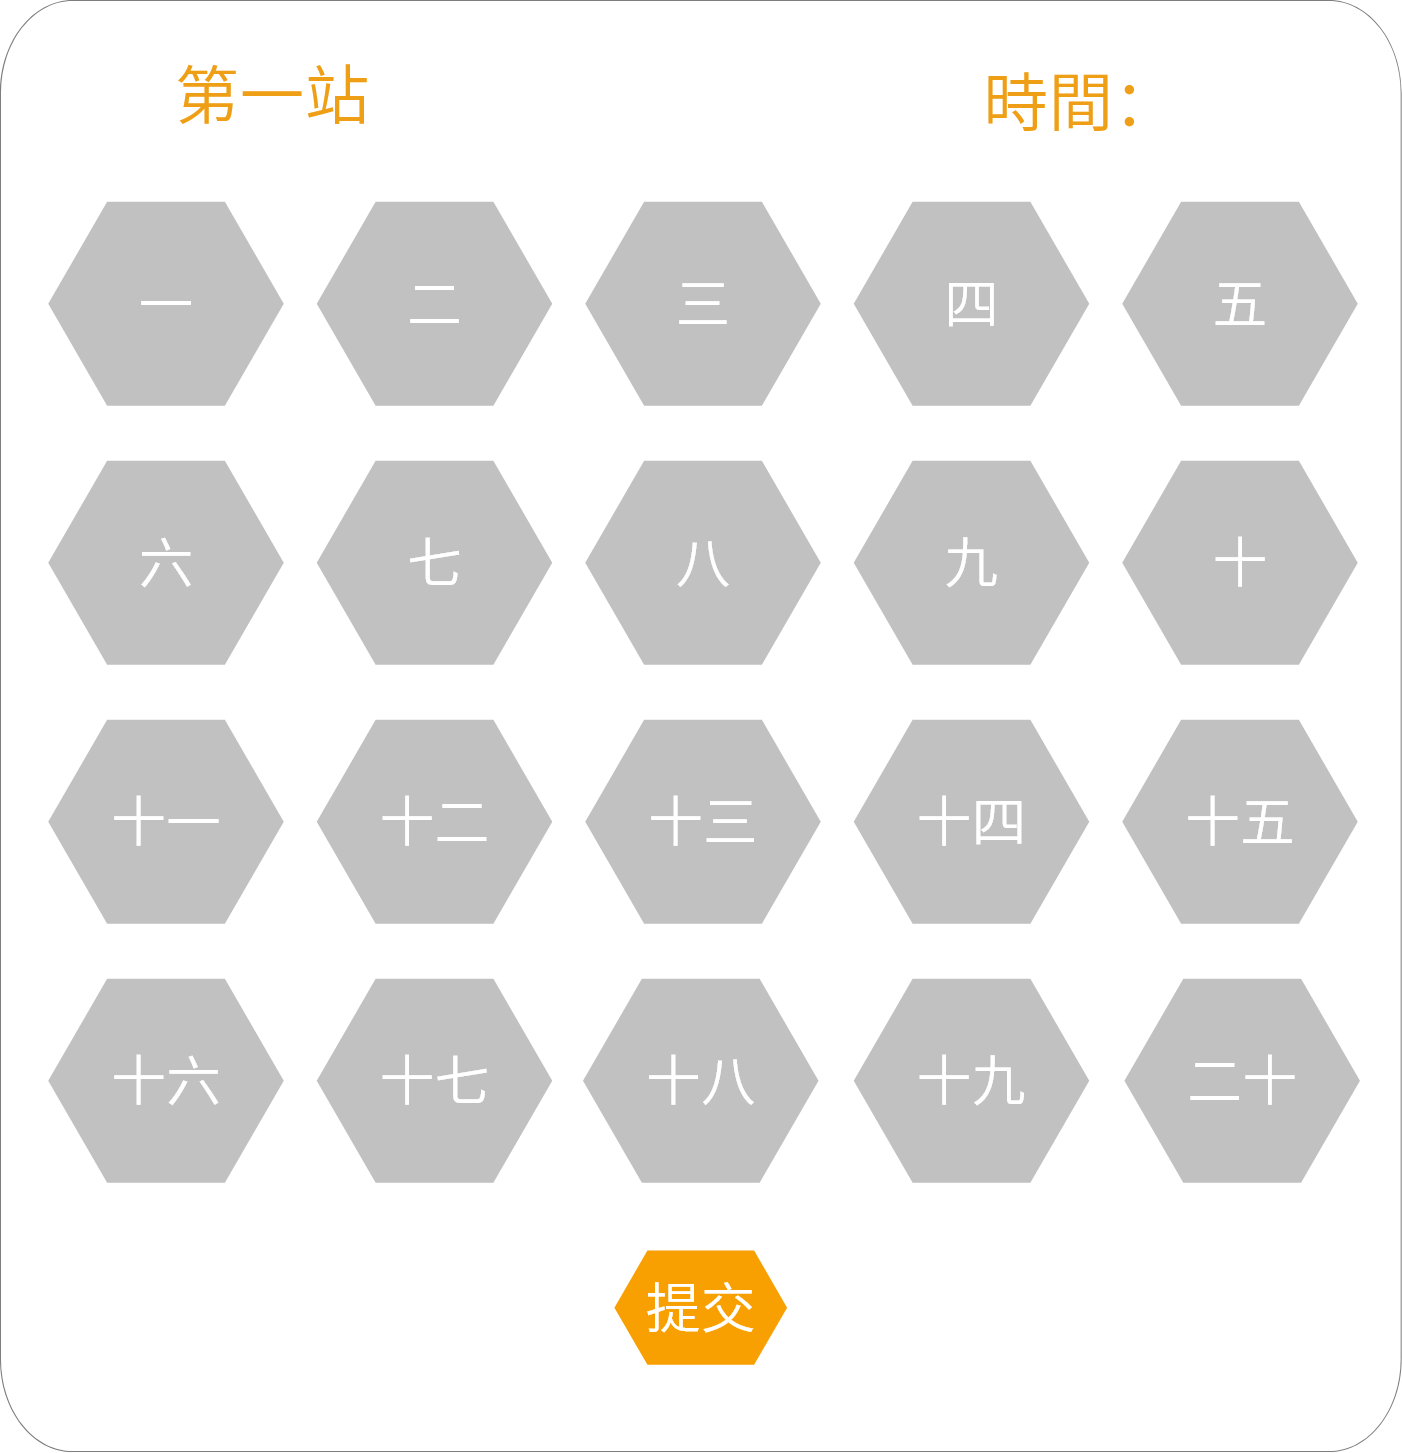 第一站 時間：
一 二 三 四 五
六 七 八 九 十
十一 十二 十三 十四 十五
十六 十七 十八 十九 二十
提交